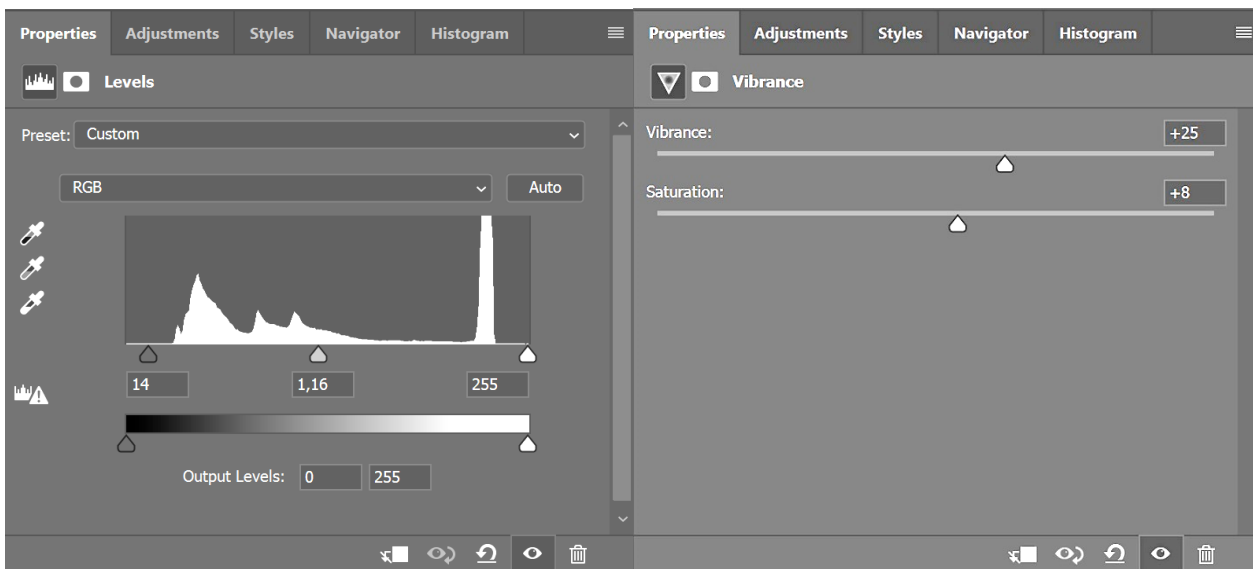 Properties Adjustments Styles Navigator Histogram
Levels
Preset: Custom
RGB Auto
14 1,16 255
Output Levels: 0 255
Properties Adjustments Styles Navigator Histogram
Vibrance
Vibrance: +25
Saturation: +8